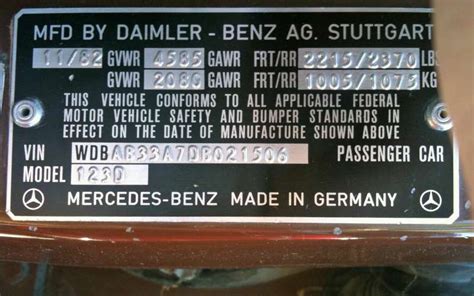 MFD BY DAIMLER - BENZ AG. STUTTGART
11/82 GVWR 4585 GAWR FRT/RR 2215/2370 LBS
GVWR 2080 GAWR FRT/RR 1005/1075 KG
THIS VEHICLE CONFORMS TO ALL APPLICABLE FEDERAL
MOTOR VEHICLE SAFETY AND BUMPER STANDARDS IN
EFFECT ON THE DATE OF MANUFACTURE SHOWN ABOVE
VIN WDBAB33A7DB021506 PASSENGER CAR
MODEL 123D
MERCEDES-BENZ MADE IN GERMANY